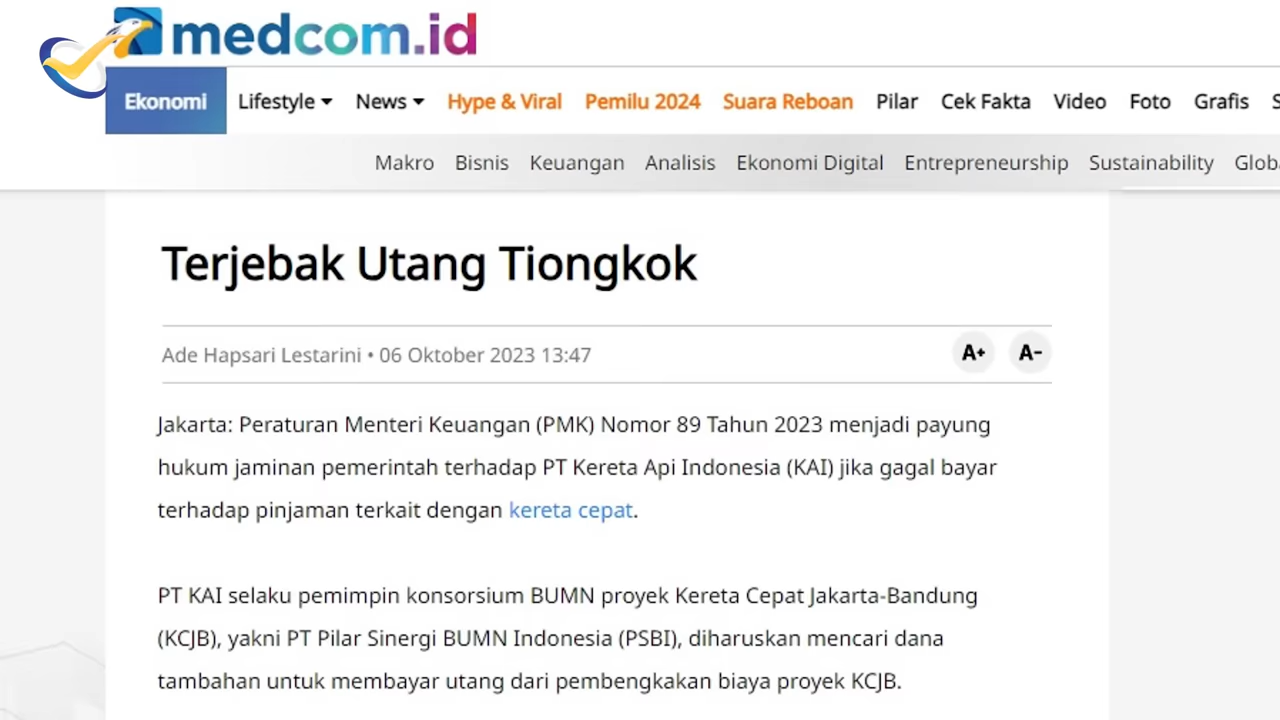 medcom.id
Ekonomi Lifestyle News Hype & Viral Pemilu 2024 Suara Reboan Pilar Cek Fakta Video Foto Grafis S
Makro Bisnis Keuangan Analisis Ekonomi Digital Entrepreneurship Sustainability Globa
Terjebak Utang Tiongkok
Ade Hapsari Lestarini • 06 Oktober 2023 13:47
A+ A-
Jakarta: Peraturan Menteri Keuangan (PMK) Nomor 89 Tahun 2023 menjadi payung
hukum jaminan pemerintah terhadap PT Kereta Api Indonesia (KAI) jika gagal bayar
terhadap pinjaman terkait dengan kereta cepat.
PT KAI selaku pemimpin konsorsium BUMN proyek Kereta Cepat Jakarta-Bandung
(KCJB), yakni PT Pilar Sinergi BUMN Indonesia (PSBI), diharuskan mencari dana
tambahan untuk membayar utang dari pembengkakan biaya proyek KCJB.